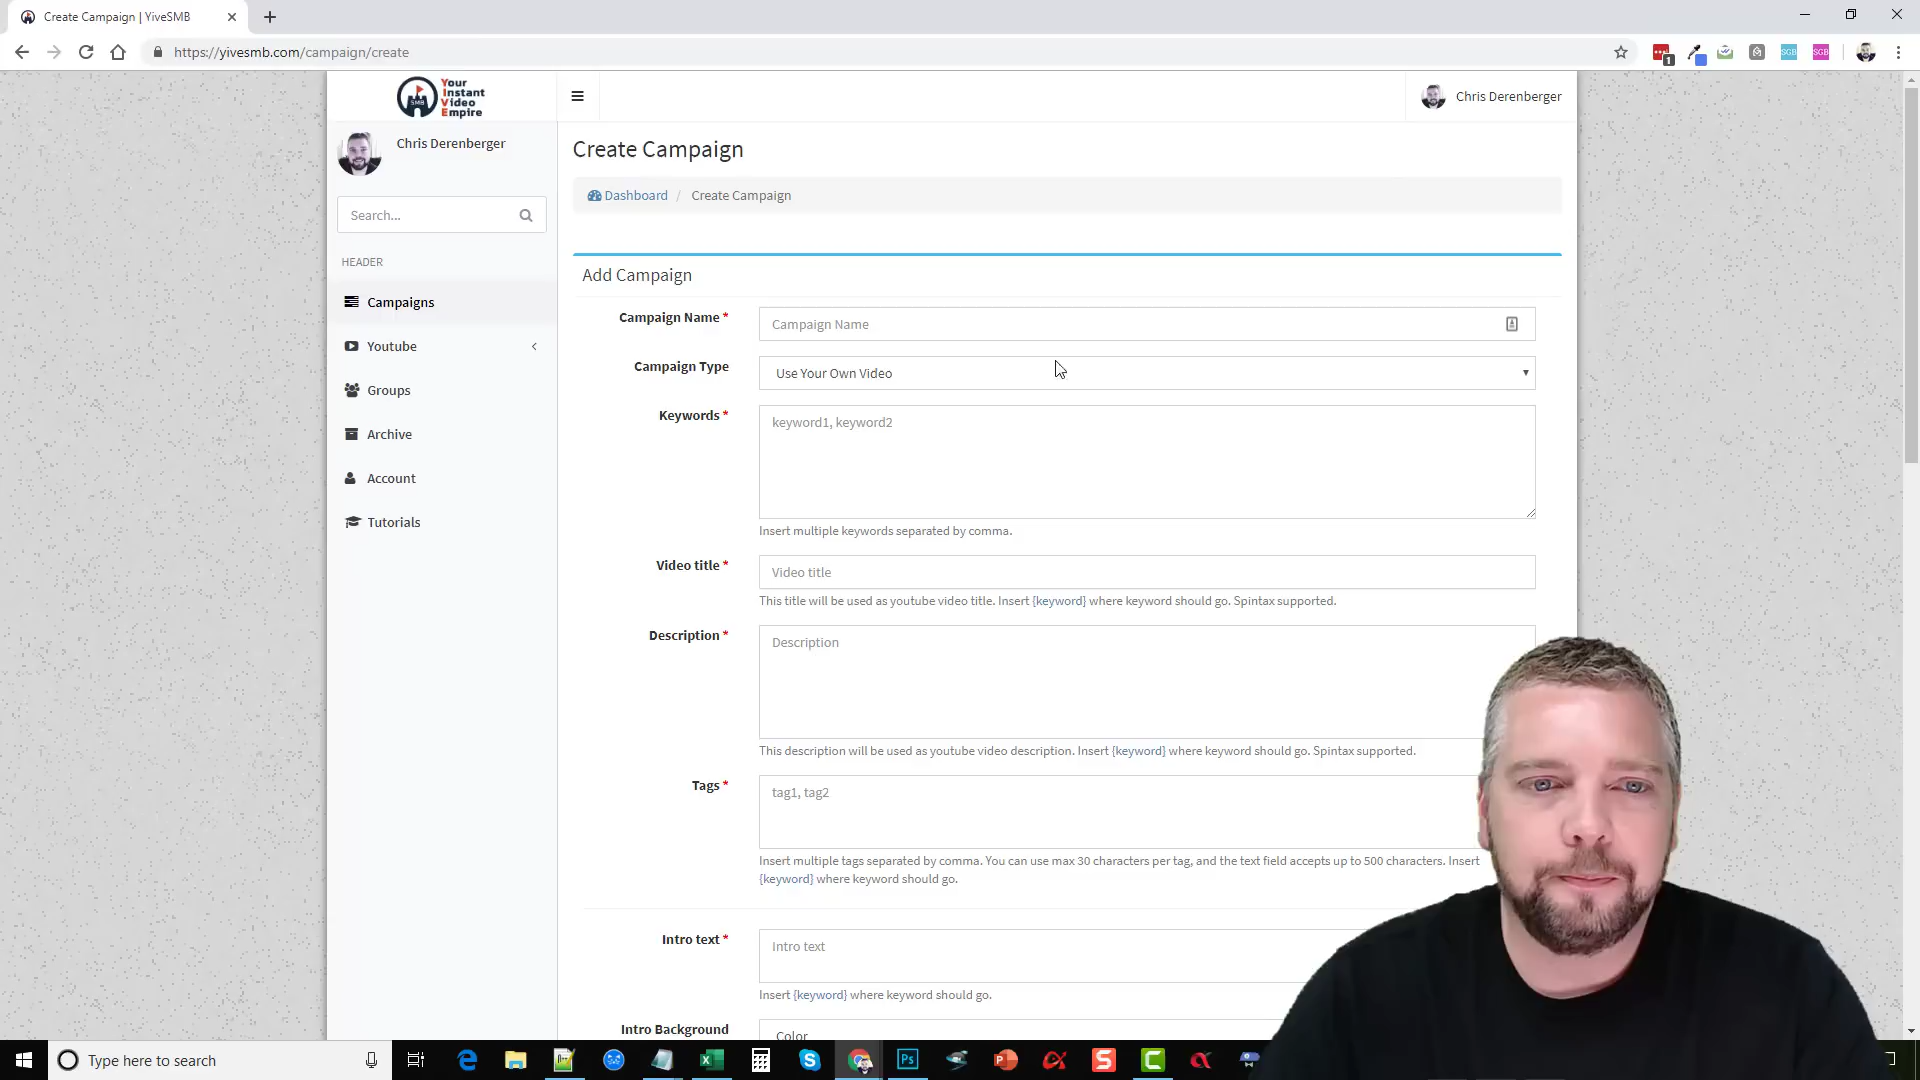 Create Campaign | YiveSMB
https://yivesmb.com/campaign/create
1
SGB
SGB
Your
Instant
Video
Empire
SMB
Chris Derenberger
Chris Derenberger
Search...
HEADER
Campaigns
Youtube
Groups
Archive
Account
Tutorials
Create Campaign
Dashboard / Create Campaign
Add Campaign
Campaign Name *
Campaign Name
Campaign Type
Use Your Own Video
Keywords *
keyword1, keyword2
Insert multiple keywords separated by comma.
Video title *
Video title
This title will be used as youtube video title. Insert {keyword} where keyword should go. Spintax supported.
Description *
Description
This description will be used as youtube video description. Insert {keyword} where keyword should go. Spintax supported.
Tags *
tag1, tag2
Insert multiple tags separated by comma. You can use max 30 characters per tag, and the text field accepts up to 500 characters. Insert
{keyword} where keyword should go.
Intro text *
Intro text
Insert {keyword} where keyword should go.
Intro Background
Color
Type here to search
Ps